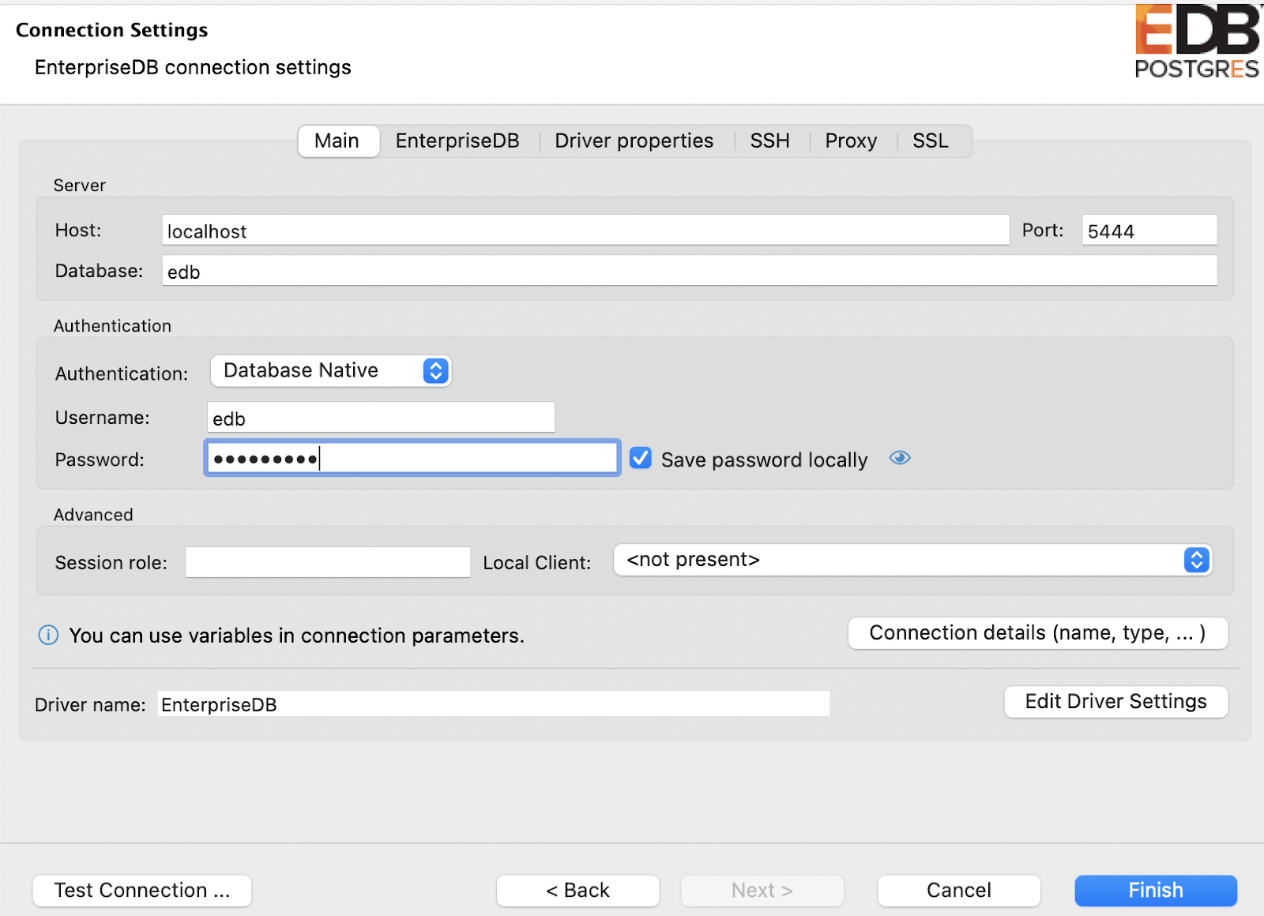 Connection Settings
EnterpriseDB connection settings
EDB
POSTGRES
Main EnterpriseDB Driver properties SSH Proxy SSL
Server
Host: localhost Port: 5444
Database: edb
Authentication
Authentication: Database Native
Username: edb
Password: ••••••••• Save password locally
Advanced
Session role: Local Client: <not present>
You can use variables in connection parameters. Connection details (name, type, ... )
Driver name: EnterpriseDB Edit Driver Settings
Test Connection ... < Back Next > Cancel Finish